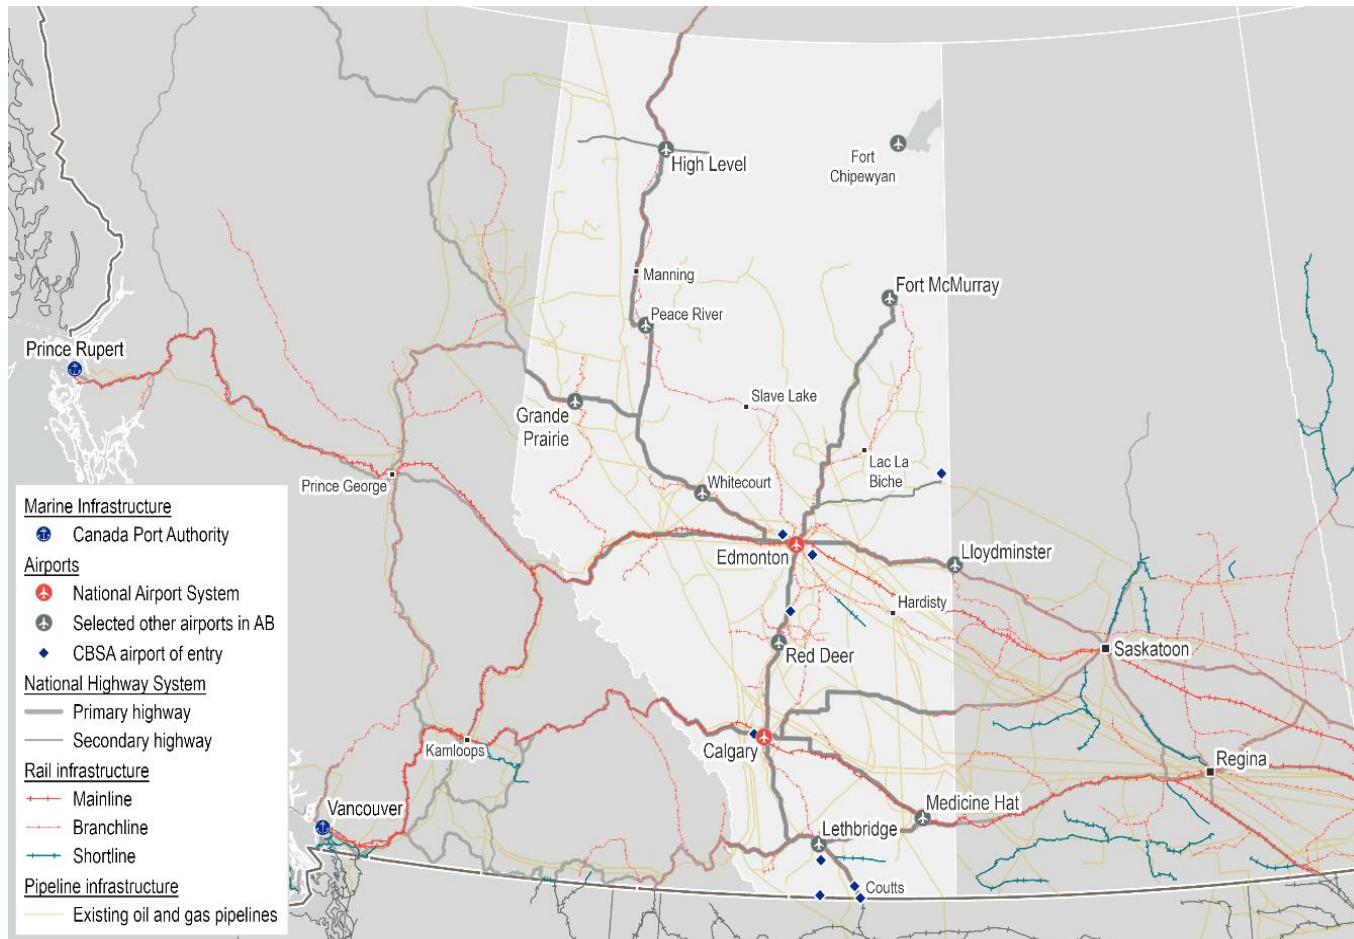 High Level
Fort
Chipewyan
Manning
Fort McMurray
Peace River
Prince Rupert
Slave Lake
Grande
Prairie
Lac La
Biche
Prince George
Whitecourt
Marine Infrastructure
Canada Port Authority
Airports
National Airport System
Selected other airports in AB
CBSA airport of entry
National Highway System
Primary highway
Secondary highway
Rail infrastructure
Mainline
Branchline
Shortline
Pipeline infrastructure
Existing oil and gas pipelines
Edmonton
Lloydminster
Hardisty
Red Deer
Saskatoon
Kamloops
Calgary
Regina
Vancouver
Medicine Hat
Lethbridge
Coutts